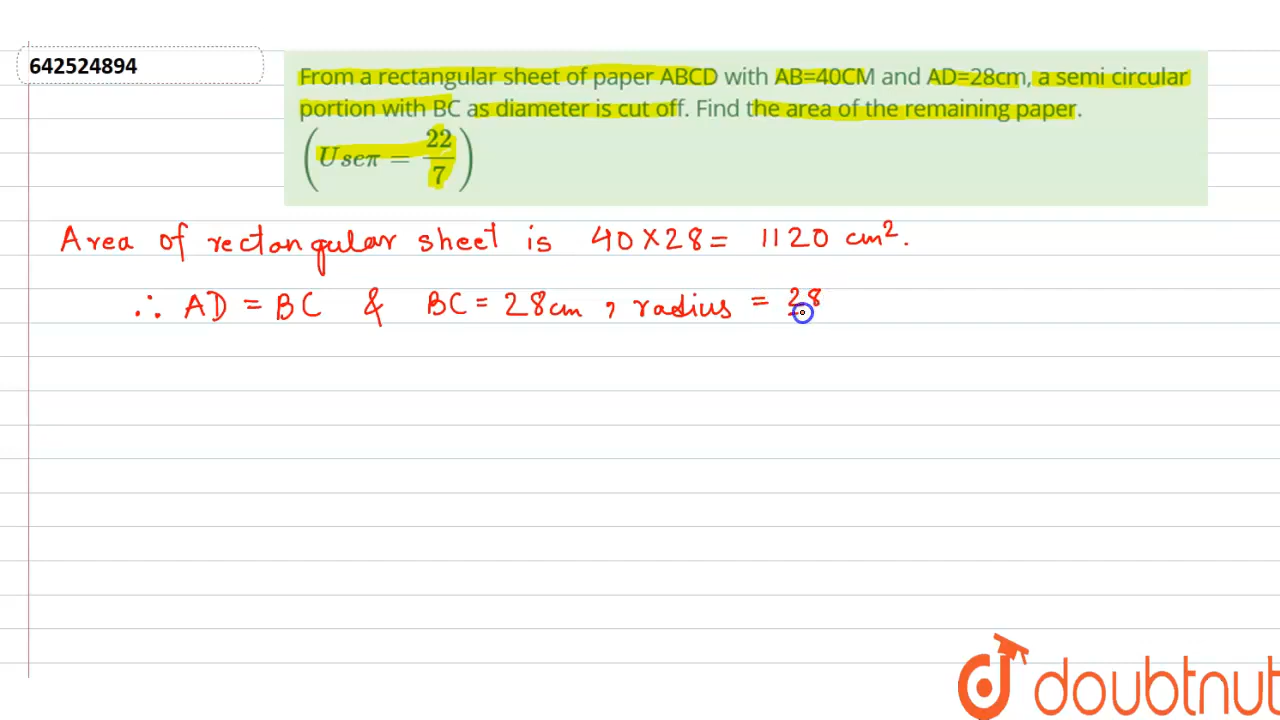 642524894
From a rectangular sheet of paper ABCD with AB=40CM and AD=28cm, a semi circular
portion with BC as diameter is cut off. Find the area of the remaining paper.
(Useπ = 22/7)
Area of rectangular sheet is 40×28= 1120 cm².
∴ AD = BC & BC = 28cm, radius = 28
doubtnut